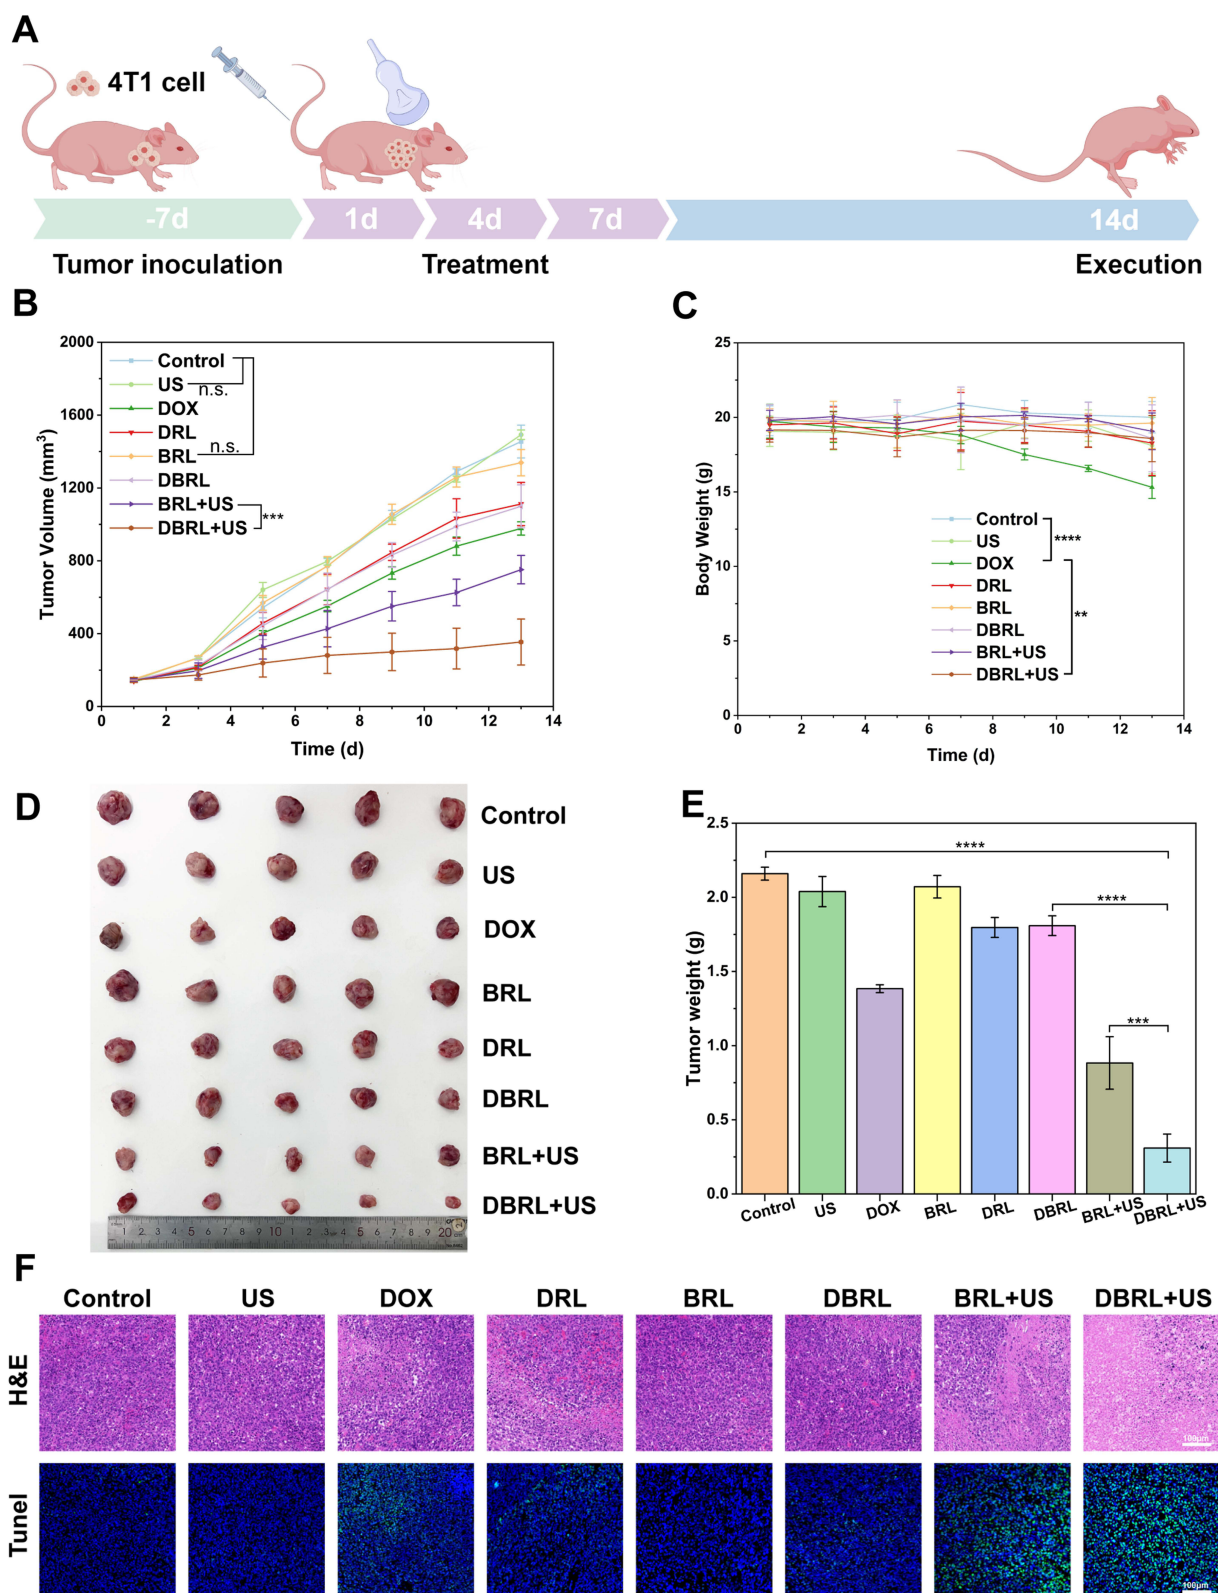 A
4T1 cell
-7d 1d 4d 7d 14d
Tumor inoculation Treatment Execution
B
2000
1600
1200
800
400
0
Tumor Volume (mm³)
Control
US
n.s.
DOX
DRL
BRL
n.s.
DBRL
BRL+US
***
DBRL+US
0 2 4 6 8 10 12 14
Time (d)
C
25
20
15
10
5
0
Body Weight (g)
Control
****
US
DOX
DRL
BRL
**
DBRL
BRL+US
DBRL+US
0 2 4 6 8 10 12 14
Time (d)
D
Control
US
DOX
BRL
DRL
DBRL
BRL+US
DBRL+US
E
2.5
2.0
1.5
1.0
0.5
0.0
Tumor weight (g)
****
****
***
Control US DOX BRL DRL DBRL BRL+US DBRL+US
F
Control US DOX DRL BRL DBRL BRL+US DBRL+US
H&E
100μm
Tunel
100μm